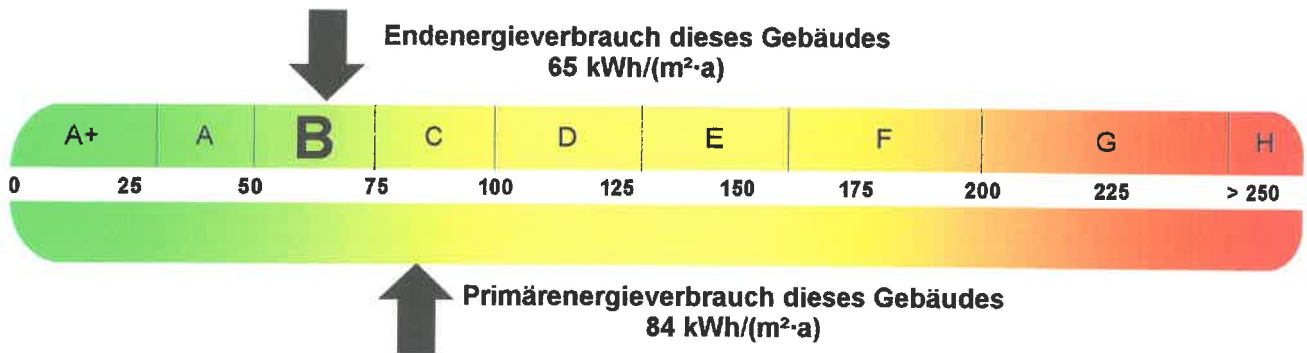 Endenergieverbrauch dieses Gebäudes
65 kWh/(m²·a)
A+ A B C D E F G H
0 25 50 75 100 125 150 175 200 225 > 250
Primärenergieverbrauch dieses Gebäudes
84 kWh/(m²·a)